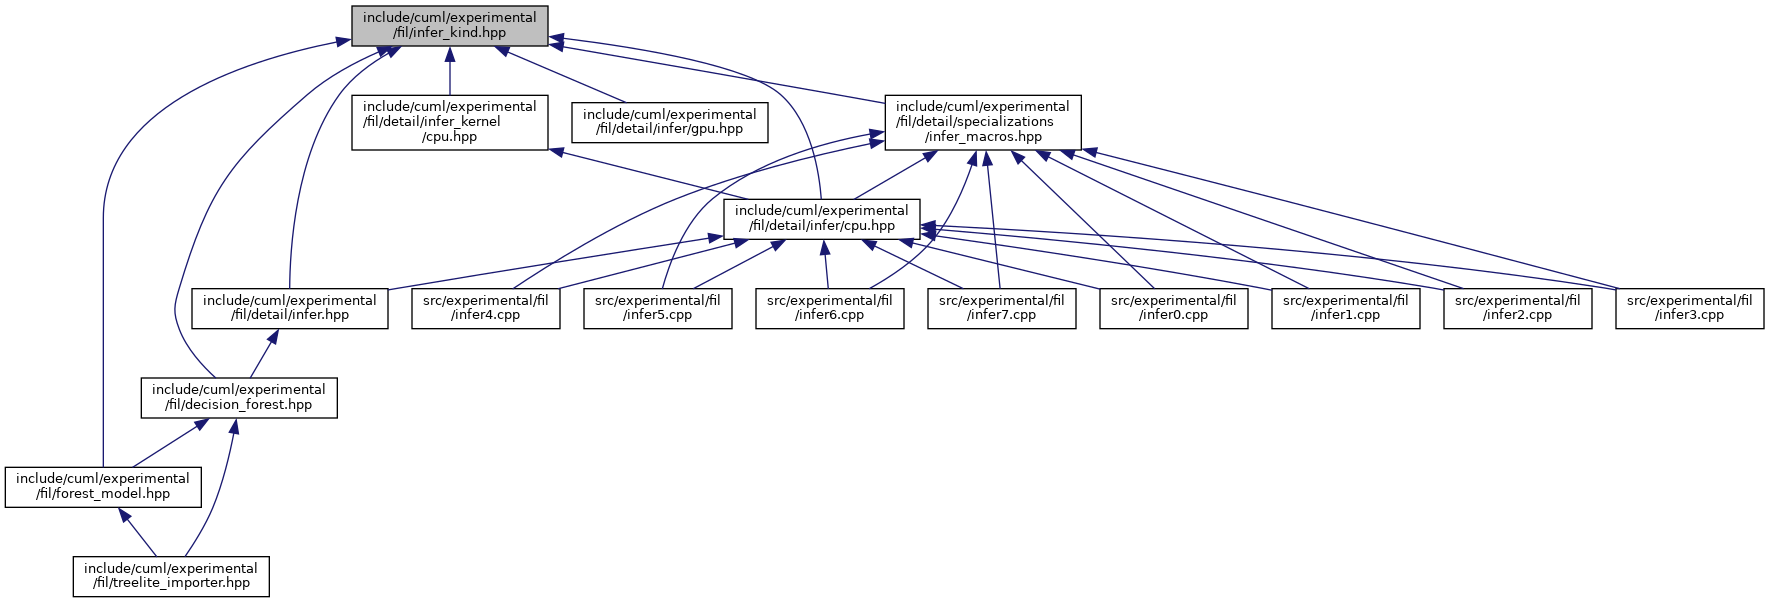 include/cuml/experimental
/fil/infer_kind.hpp
include/cuml/experimental
/fil/detail/infer_kernel
/cpu.hpp
include/cuml/experimental
/fil/detail/infer/gpu.hpp
include/cuml/experimental
/fil/detail/specializations
/infer_macros.hpp
include/cuml/experimental
/fil/detail/infer/cpu.hpp
include/cuml/experimental
/fil/detail/infer.hpp
src/experimental/fil
/infer4.cpp
src/experimental/fil
/infer5.cpp
src/experimental/fil
/infer6.cpp
src/experimental/fil
/infer7.cpp
src/experimental/fil
/infer0.cpp
src/experimental/fil
/infer1.cpp
src/experimental/fil
/infer2.cpp
src/experimental/fil
/infer3.cpp
include/cuml/experimental
/fil/decision_forest.hpp
include/cuml/experimental
/fil/forest_model.hpp
include/cuml/experimental
/fil/treelite_importer.hpp